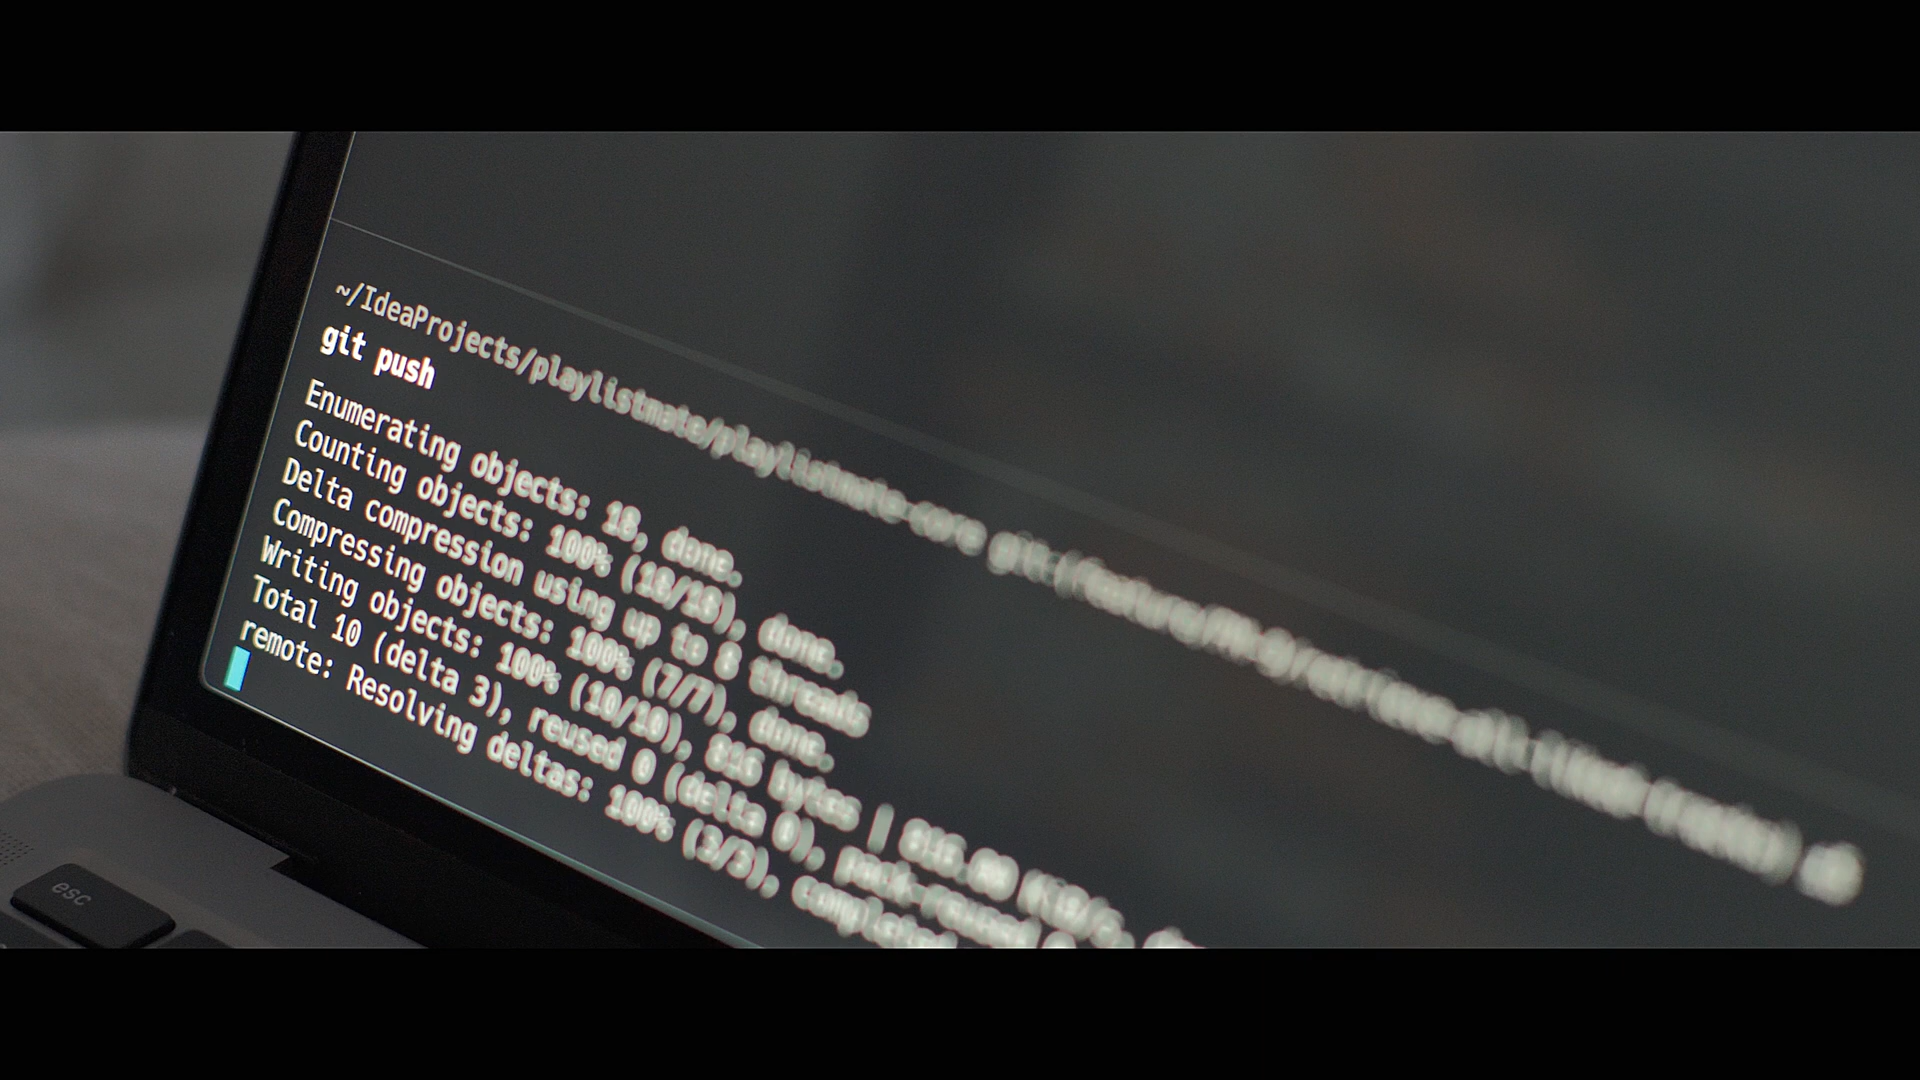 ~/IdeaProjects/playlistmate/playlistmate-core
git push
Enumerating objects: 18, done.
Counting objects: 100% (18/18), done.
Delta compression using up to 8 threads
Compressing objects: 100% (7/7), done.
Writing objects: 100% (10/10), 816 bytes |
Total 10 (delta 3), reused 0 (delta 0),
remote: Resolving deltas: 100% (3/3),
esc